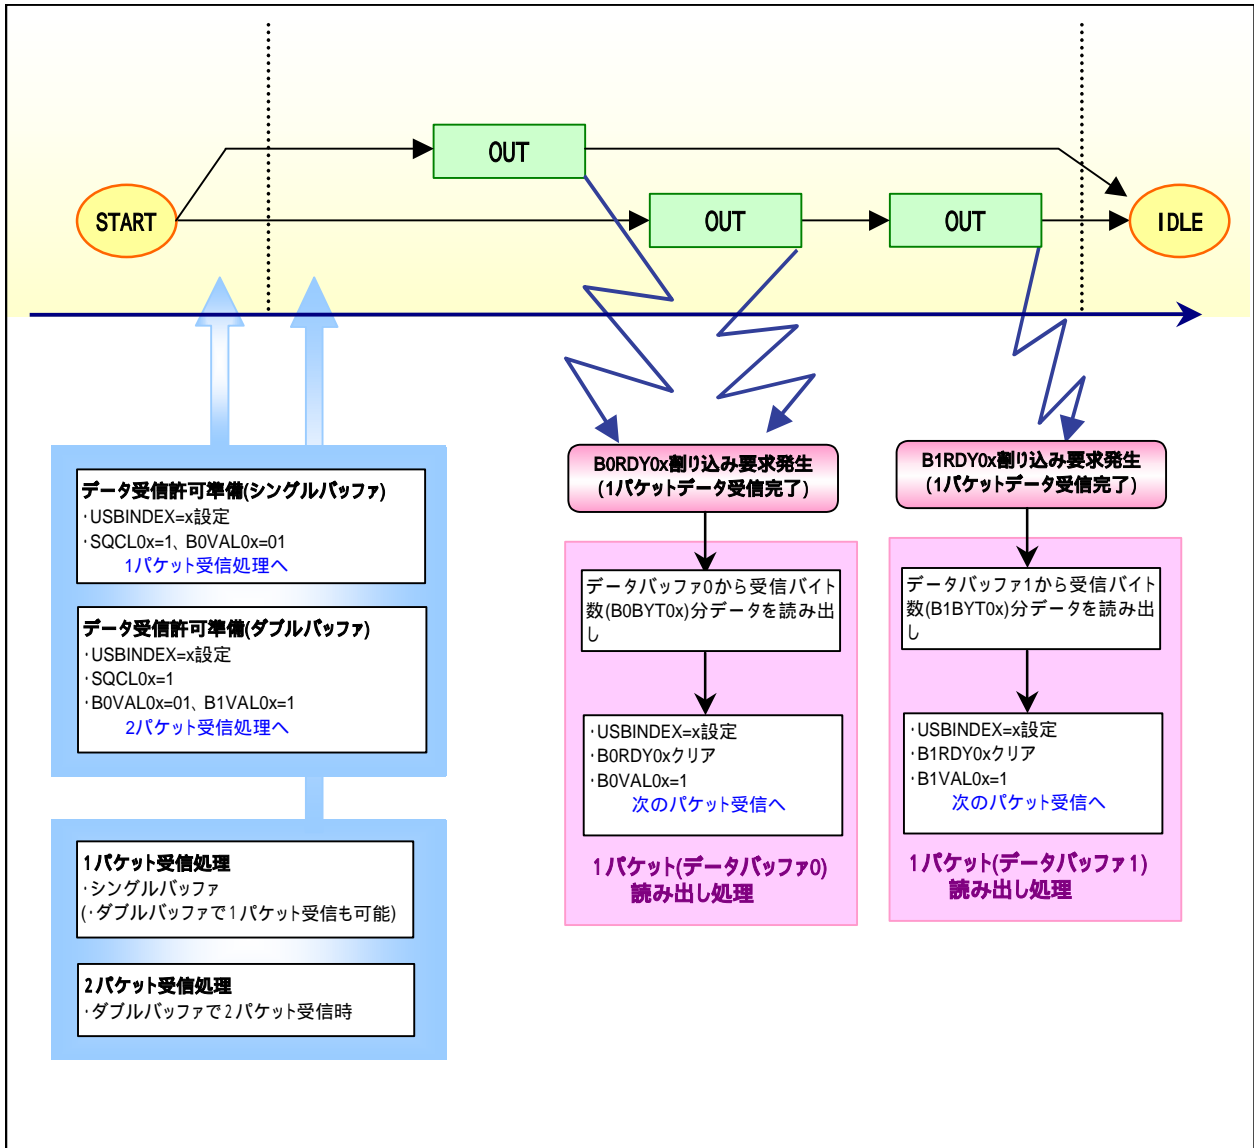 OUT
START
OUT
OUT
IDLE
データ受信許可準備(シングルバッファ)
・USBINDEX=x設定
・SQCL0x=1、B0VAL0x=01
1パケット受信処理へ
データ受信許可準備(ダブルバッファ)
・USBINDEX=x設定
・SQCL0x=1
・B0VAL0x=01、B1VAL0x=1
2パケット受信処理へ
1パケット受信処理
・シングルバッファ
(・ダブルバッファで1パケット受信も可能)
2パケット受信処理
・ダブルバッファで2パケット受信時
B0RDY0x割り込み要求発生
(1パケットデータ受信完了)
データバッファ0から受信バイト
数(B0BYT0x)分データを読み出
し
・USBINDEX=x設定
・B0RDY0xクリア
・B0VAL0x=1
次のパケット受信へ
1パケット(データバッファ0)
読み出し処理
B1RDY0x割り込み要求発生
(1パケットデータ受信完了)
データバッファ1から受信バイト
数(B1BYT0x)分データを読み出
し
・USBINDEX=x設定
・B1RDY0xクリア
・B1VAL0x=1
次のパケット受信へ
1パケット(データバッファ1)
読み出し処理